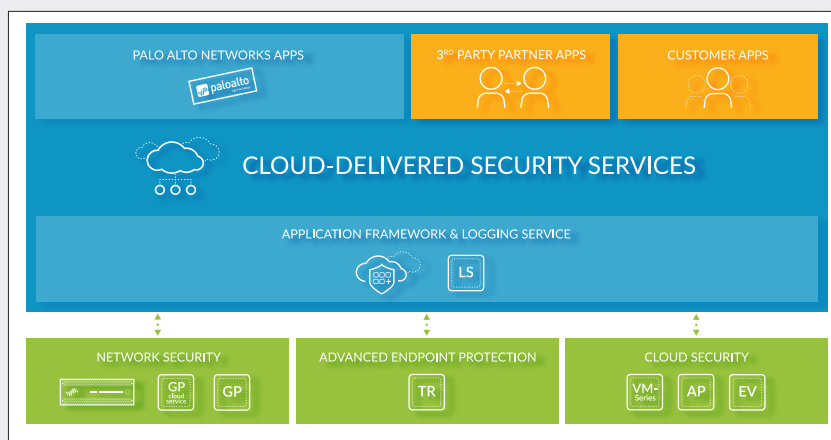 PALO ALTO NETWORKS APPS
paloalto
3RD PARTY PARTNER APPS
CUSTOMER APPS
CLOUD-DELIVERED SECURITY SERVICES
APPLICATION FRAMEWORK & LOGGING SERVICE
LS
NETWORK SECURITY
GP
cloud
service
GP
ADVANCED ENDPOINT PROTECTION
TR
CLOUD SECURITY
VM-
Series
AP
EV